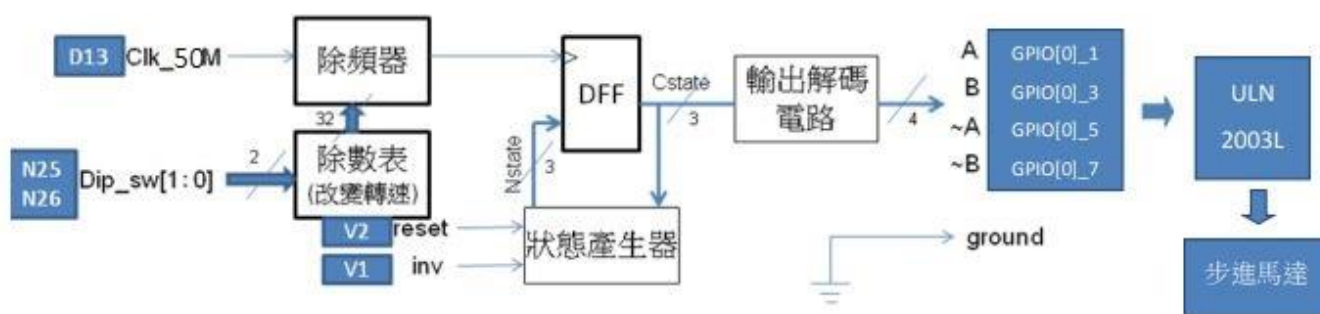 D13 Clk_50M
除頻器
32
N25
N26
Dip_sw[1:0]
2
除數表
(改變轉速)
V2 reset
V1 inv
Nstate
3
DFF
Cstate
3
狀態產生器
輸出解碼
電路
4
A GPIO[0]_1
B GPIO[0]_3
~A GPIO[0]_5
~B GPIO[0]_7
ground
ULN
2003L
步進馬達